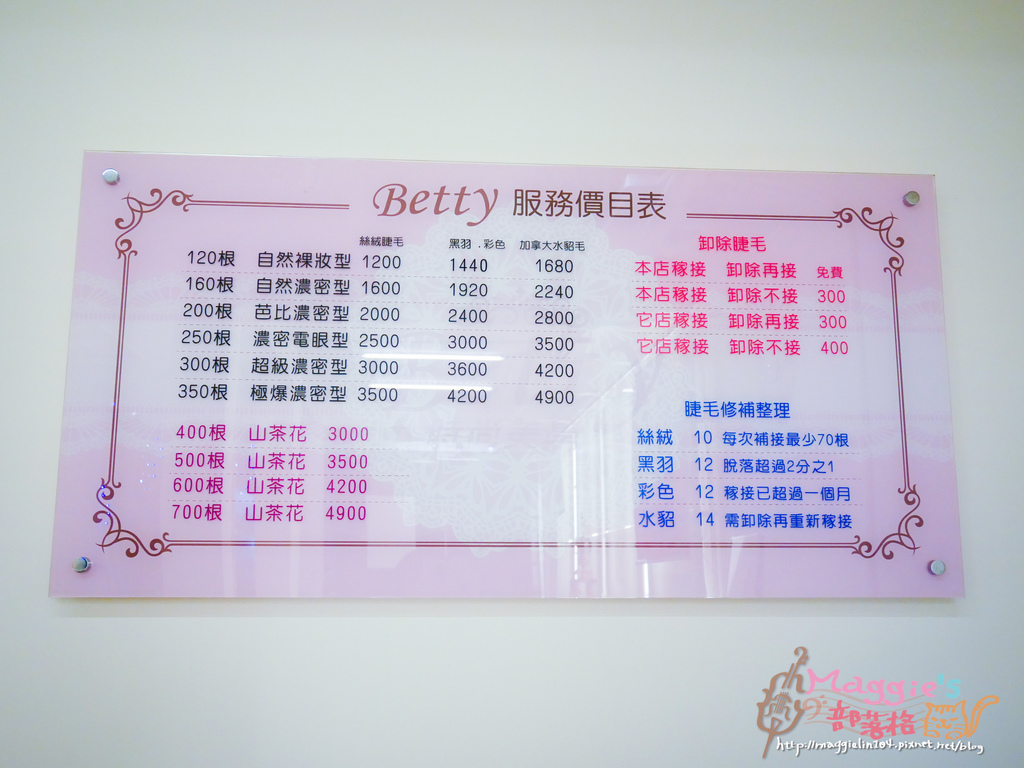 Betty 服務價目表
絲絨睫毛 黑羽．彩色 加拿大水貂毛
120根 自然裸妝型 1200 1440 1680
160根 自然濃密型 1600 1920 2240
200根 芭比濃密型 2000 2400 2800
250根 濃密電眼型 2500 3000 3500
300根 超級濃密型 3000 3600 4200
350根 極爆濃密型 3500 4200 4900
400根 山茶花 3000
500根 山茶花 3500
600根 山茶花 4200
700根 山茶花 4900
卸除睫毛
本店稼接 卸除再接 免費
本店稼接 卸除不接 300
它店稼接 卸除再接 300
它店稼接 卸除不接 400
睫毛修補整理
絲絨 10 每次補接最少70根
黑羽 12 脫落超過2分之1
彩色 12 稼接已超過一個月
水貂 14 需卸除再重新稼接
Maggie's
部落格
http://maggielin704.pixnet.net/blog